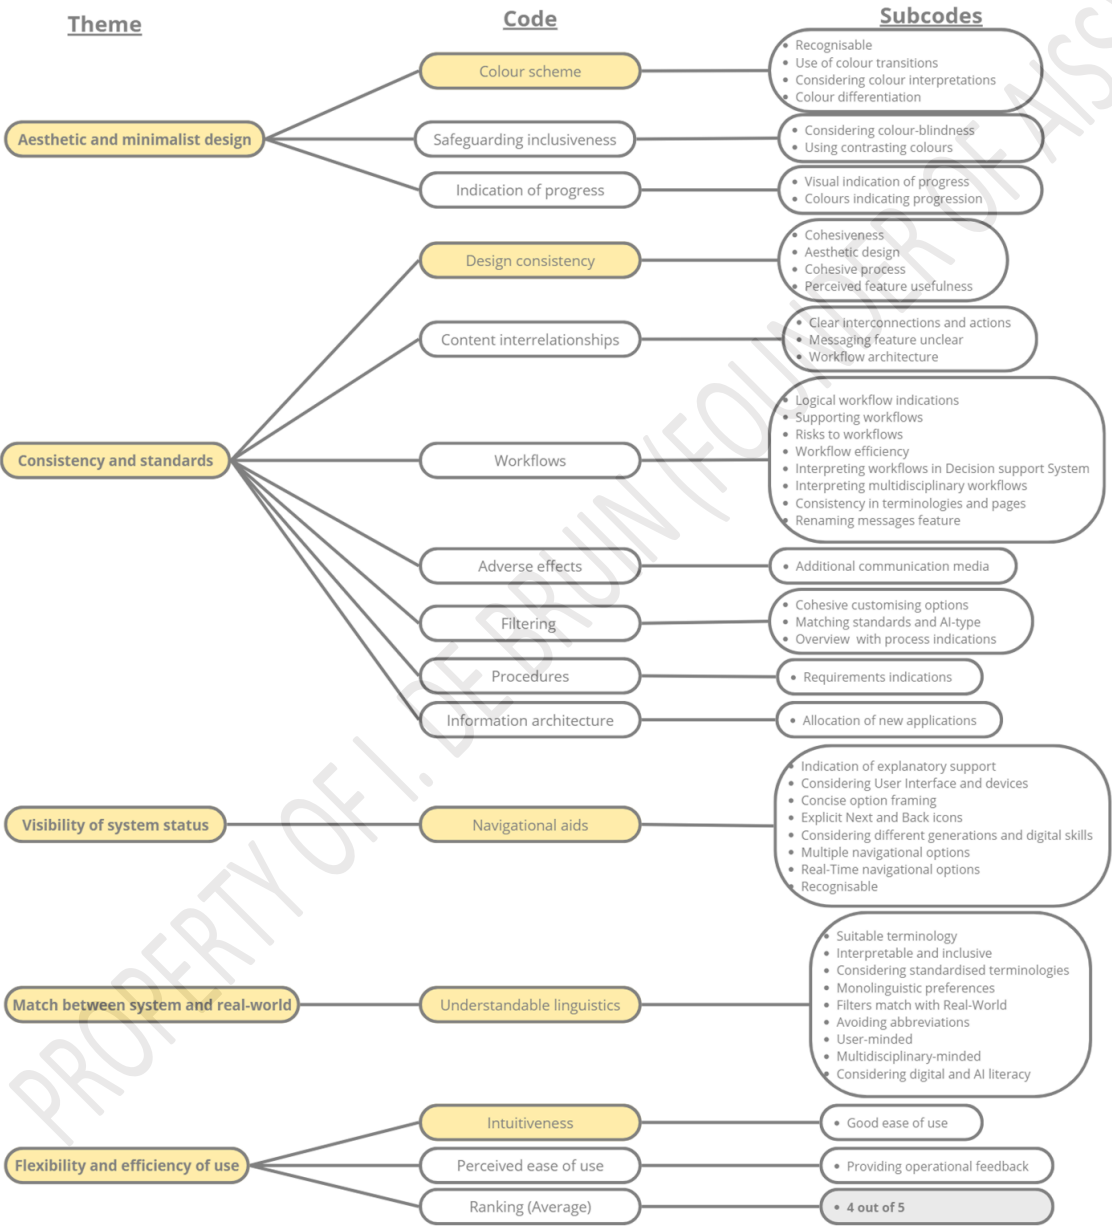 Theme
Code
Subcodes
Aesthetic and minimalist design
Colour scheme
• Recognisable
• Use of colour transitions
• Considering colour interpretations
• Colour differentiation
Safeguarding inclusiveness
• Considering colour-blindness
• Using contrasting colours
Indication of progress
• Visual indication of progress
• Colours indicating progression
Consistency and standards
Design consistency
• Cohesiveness
• Aesthetic design
• Cohesive process
• Perceived feature usefulness
Content interrelationships
• Clear interconnections and actions
• Messaging feature unclear
• Workflow architecture
Workflows
• Logical workflow indications
• Supporting workflows
• Risks to workflows
• Workflow efficiency
• Interpreting workflows in Decision support System
• Interpreting multidisciplinary workflows
• Consistency in terminologies and pages
• Renaming messages feature
Adverse effects
• Additional communication media
Filtering
• Cohesive customising options
• Matching standards and AI-type
• Overview with process indications
Procedures
• Requirements indications
Information architecture
• Allocation of new applications
Visibility of system status
Navigational aids
• Indication of explanatory support
• Considering User Interface and devices
• Concise option framing
• Explicit Next and Back icons
• Considering different generations and digital skills
• Multiple navigational options
• Real-Time navigational options
• Recognisable
Match between system and real-world
Understandable linguistics
• Suitable terminology
• Interpretable and inclusive
• Considering standardised terminologies
• Monolinguistic preferences
• Filters match with Real-World
• Avoiding abbreviations
• User-minded
• Multidisciplinary-minded
• Considering digital and AI literacy
Flexibility and efficiency of use
Intuitiveness
• Good ease of use
Perceived ease of use
• Providing operational feedback
Ranking (Average)
• 4 out of 5
PROPERTY OF I. DE BRUIN (FOUNDER OF